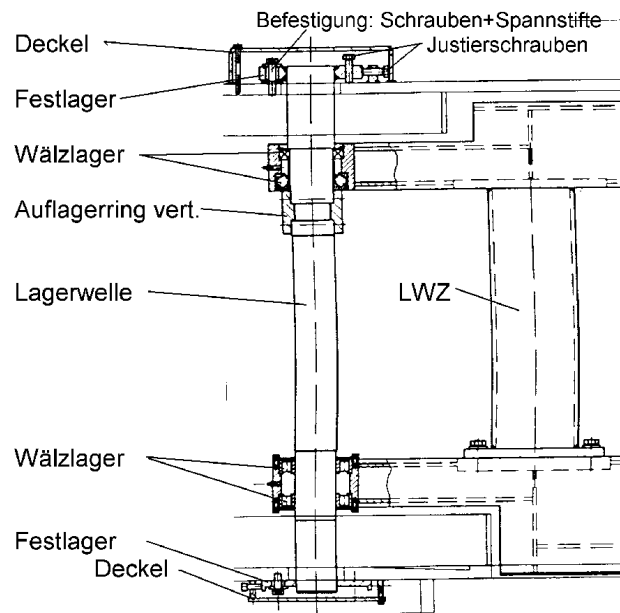 Befestigung: Schrauben+Spannstifte
Deckel
Justierschrauben
Festlager
Wälzlager
Auflagerring vert.
Lagerwelle
LWZ
Wälzlager
Festlager
Deckel